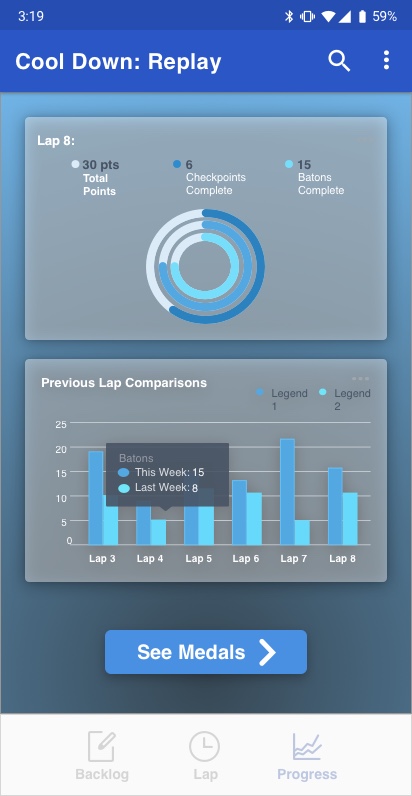 3:19
59%
Cool Down: Replay
Lap 8:
30 pts
Total
Points
6
Checkpoints
Complete
15
Batons
Complete
Previous Lap Comparisons
Legend
1
Legend
2
25
20
15
10
5
0
Batons
This Week: 15
Last Week: 8
Lap 3
Lap 4
Lap 5
Lap 6
Lap 7
Lap 8
See Medals
Backlog
Lap
Progress